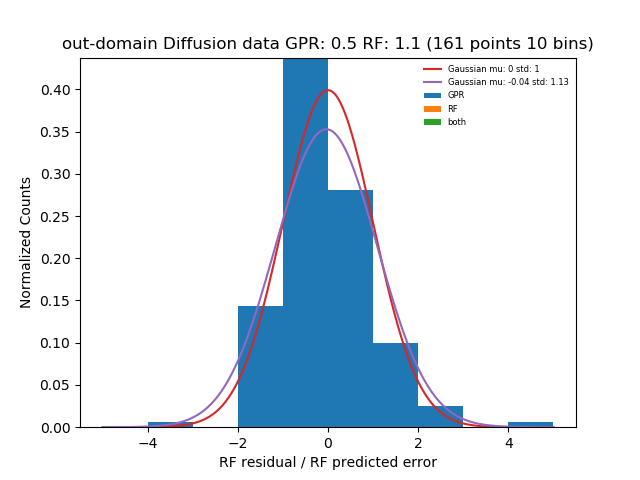 out-domain Diffusion data GPR: 0.5 RF: 1.1 (161 points 10 bins)
Gaussian mu: 0 std: 1
Gaussian mu: -0.04 std: 1.13
GPR
RF
both
Normalized Counts
0.40
0.35
0.30
0.25
0.20
0.15
0.10
0.05
0.00
−4 −2 0 2 4
RF residual / RF predicted error